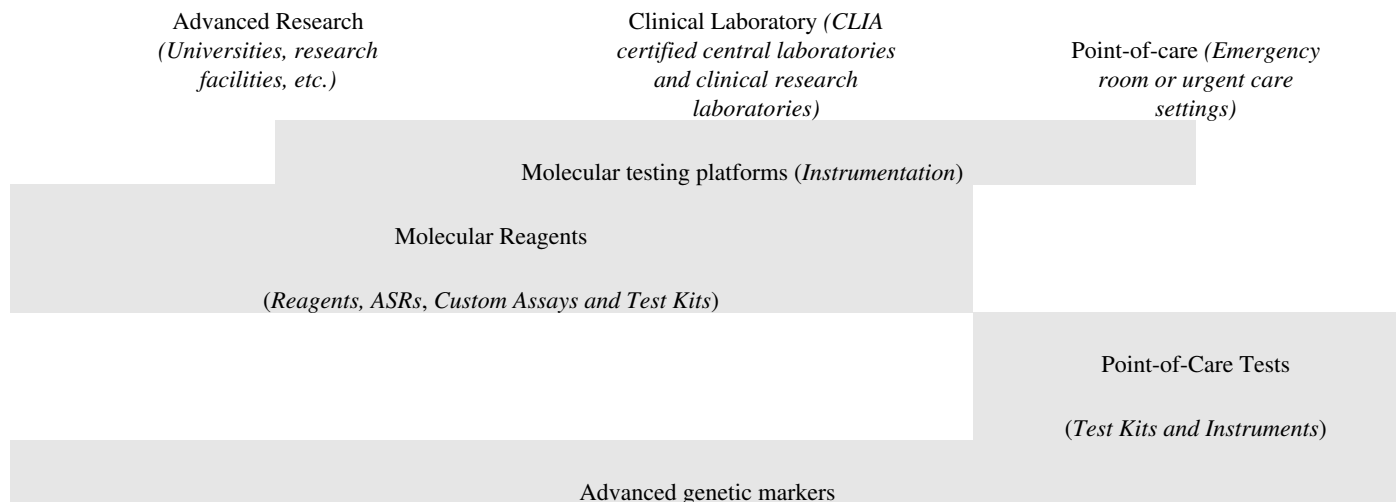 Advanced Research
(Universities, research
facilities, etc.)
Clinical Laboratory (CLIA
certified central laboratories
and clinical research
laboratories)
Point-of-care (Emergency
room or urgent care
settings)
Molecular testing platforms (Instrumentation)
Molecular Reagents
(Reagents, ASRs, Custom Assays and Test Kits)
Point-of-Care Tests
(Test Kits and Instruments)
Advanced genetic markers